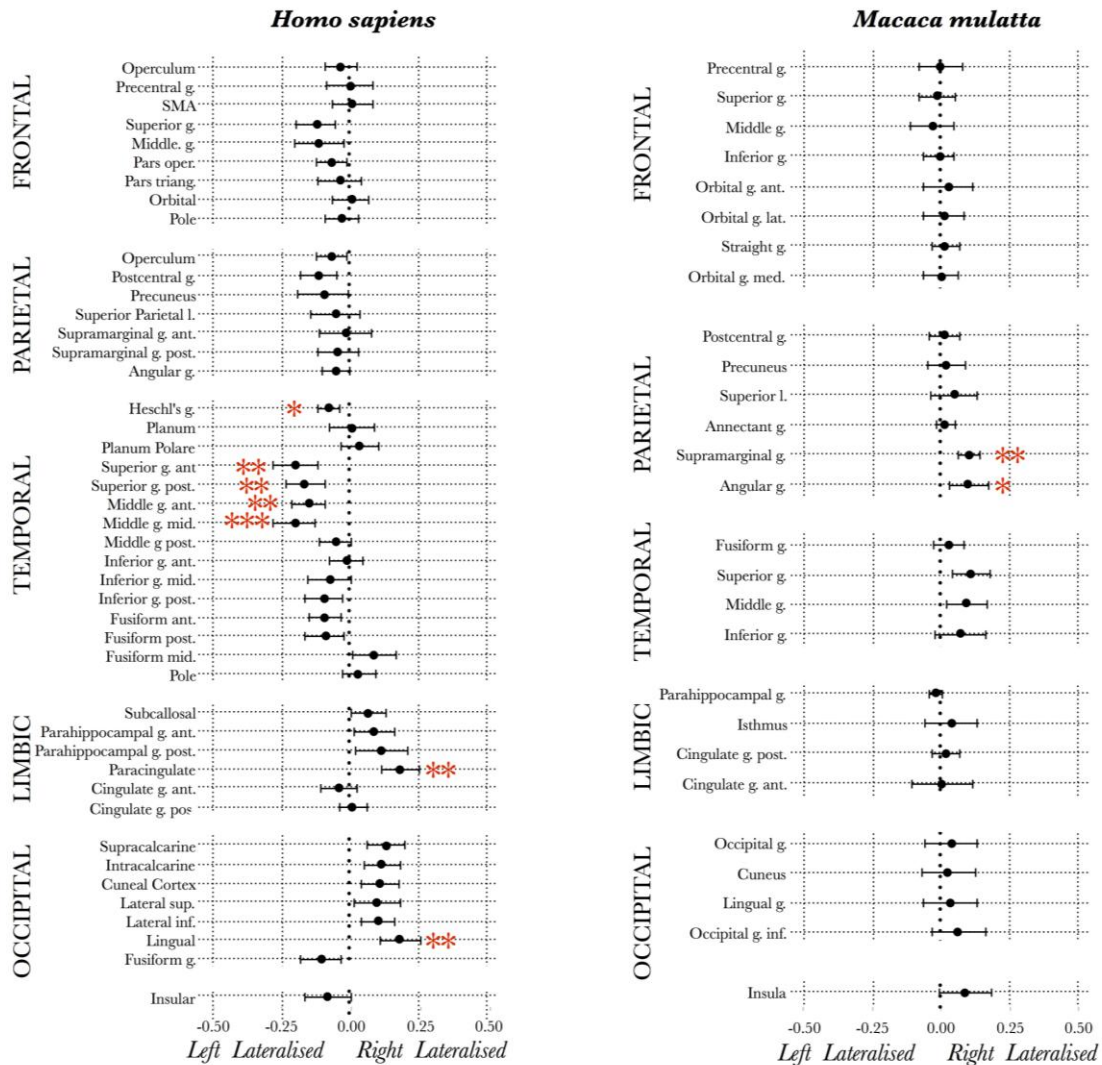 Homo sapiens
FRONTAL
Operculum
Precentral g.
SMA
Superior g.
Middle. g.
Pars oper.
Pars triang.
Orbital
Pole
PARIETAL
Operculum
Postcentral g.
Precuneus
Superior Parietal l.
Supramarginal g. ant.
Supramarginal g. post.
Angular g.
TEMPORAL
Heschl's g. *
Planum
Planum Polare
Superior g. ant **
Superior g. post. **
Middle g. ant. **
Middle g. mid. ***
Middle g post.
Inferior g. ant.
Inferior g. mid.
Inferior g. post.
Fusiform ant.
Fusiform post.
Fusiform mid.
Pole
LIMBIC
Subcallosal
Parahippocampal g. ant.
Parahippocampal g. post.
Paracingulate **
Cingulate g. ant.
Cingulate g. pos
OCCIPITAL
Supracalcarine
Intracalcarine
Cuneal Cortex
Lateral sup.
Lateral inf.
Lingual **
Fusiform g.
Insular
-0.50 -0.25 0.00 0.25 0.50
Left Lateralised Right Lateralised
Macaca mulatta
FRONTAL
Precentral g.
Superior g.
Middle g.
Inferior g.
Orbital g. ant.
Orbital g. lat.
Straight g.
Orbital g. med.
PARIETAL
Postcentral g.
Precuneus
Superior l.
Annectant g.
Supramarginal g. **
Angular g. *
TEMPORAL
Fusiform g.
Superior g.
Middle g.
Inferior g.
LIMBIC
Parahippocampal g.
Isthmus
Cingulate g. post.
Cingulate g. ant.
OCCIPITAL
Occipital g.
Cuneus
Lingual g.
Occipital g. inf.
Insula
-0.50 -0.25 0.00 0.25 0.50
Left Lateralised Right Lateralised